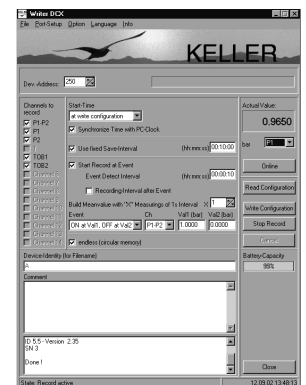 Writer DCX
File Port-Setup Option Language Info
KELLER
Dev.-Address: 250
Channels to record
P1-P2
P1
P2
T
TOB1
TOB2
Start-Time
at write configuration
Synchronize Time with PC-Clock
Use fixed Save-Interval (hh:mm:ss) 00:10:00
Start Record at Event
Event Detect Interval (hh:mm:ss) 00:00:10
Recording-Interval after Event
Build Meanvalue with "X" Measurings of 1s Interval X 1
Event Ch Val1 (bar) Val2 (bar)
ON at Val1, OFF at Val2 P1-P2 1.0000 0.0000
endless (circular memory)
Actual Value:
0.9650
bar P1
Online
Read Configuration
Write Configuration
Stop Record
Cancel
Battery-Capacity
99%
Device-Identity (for Filename)
A
Comment
ID 5.5 - Version 2.35
SN 3
Done !
Close
State: Record active 12.09.02 13:48:13